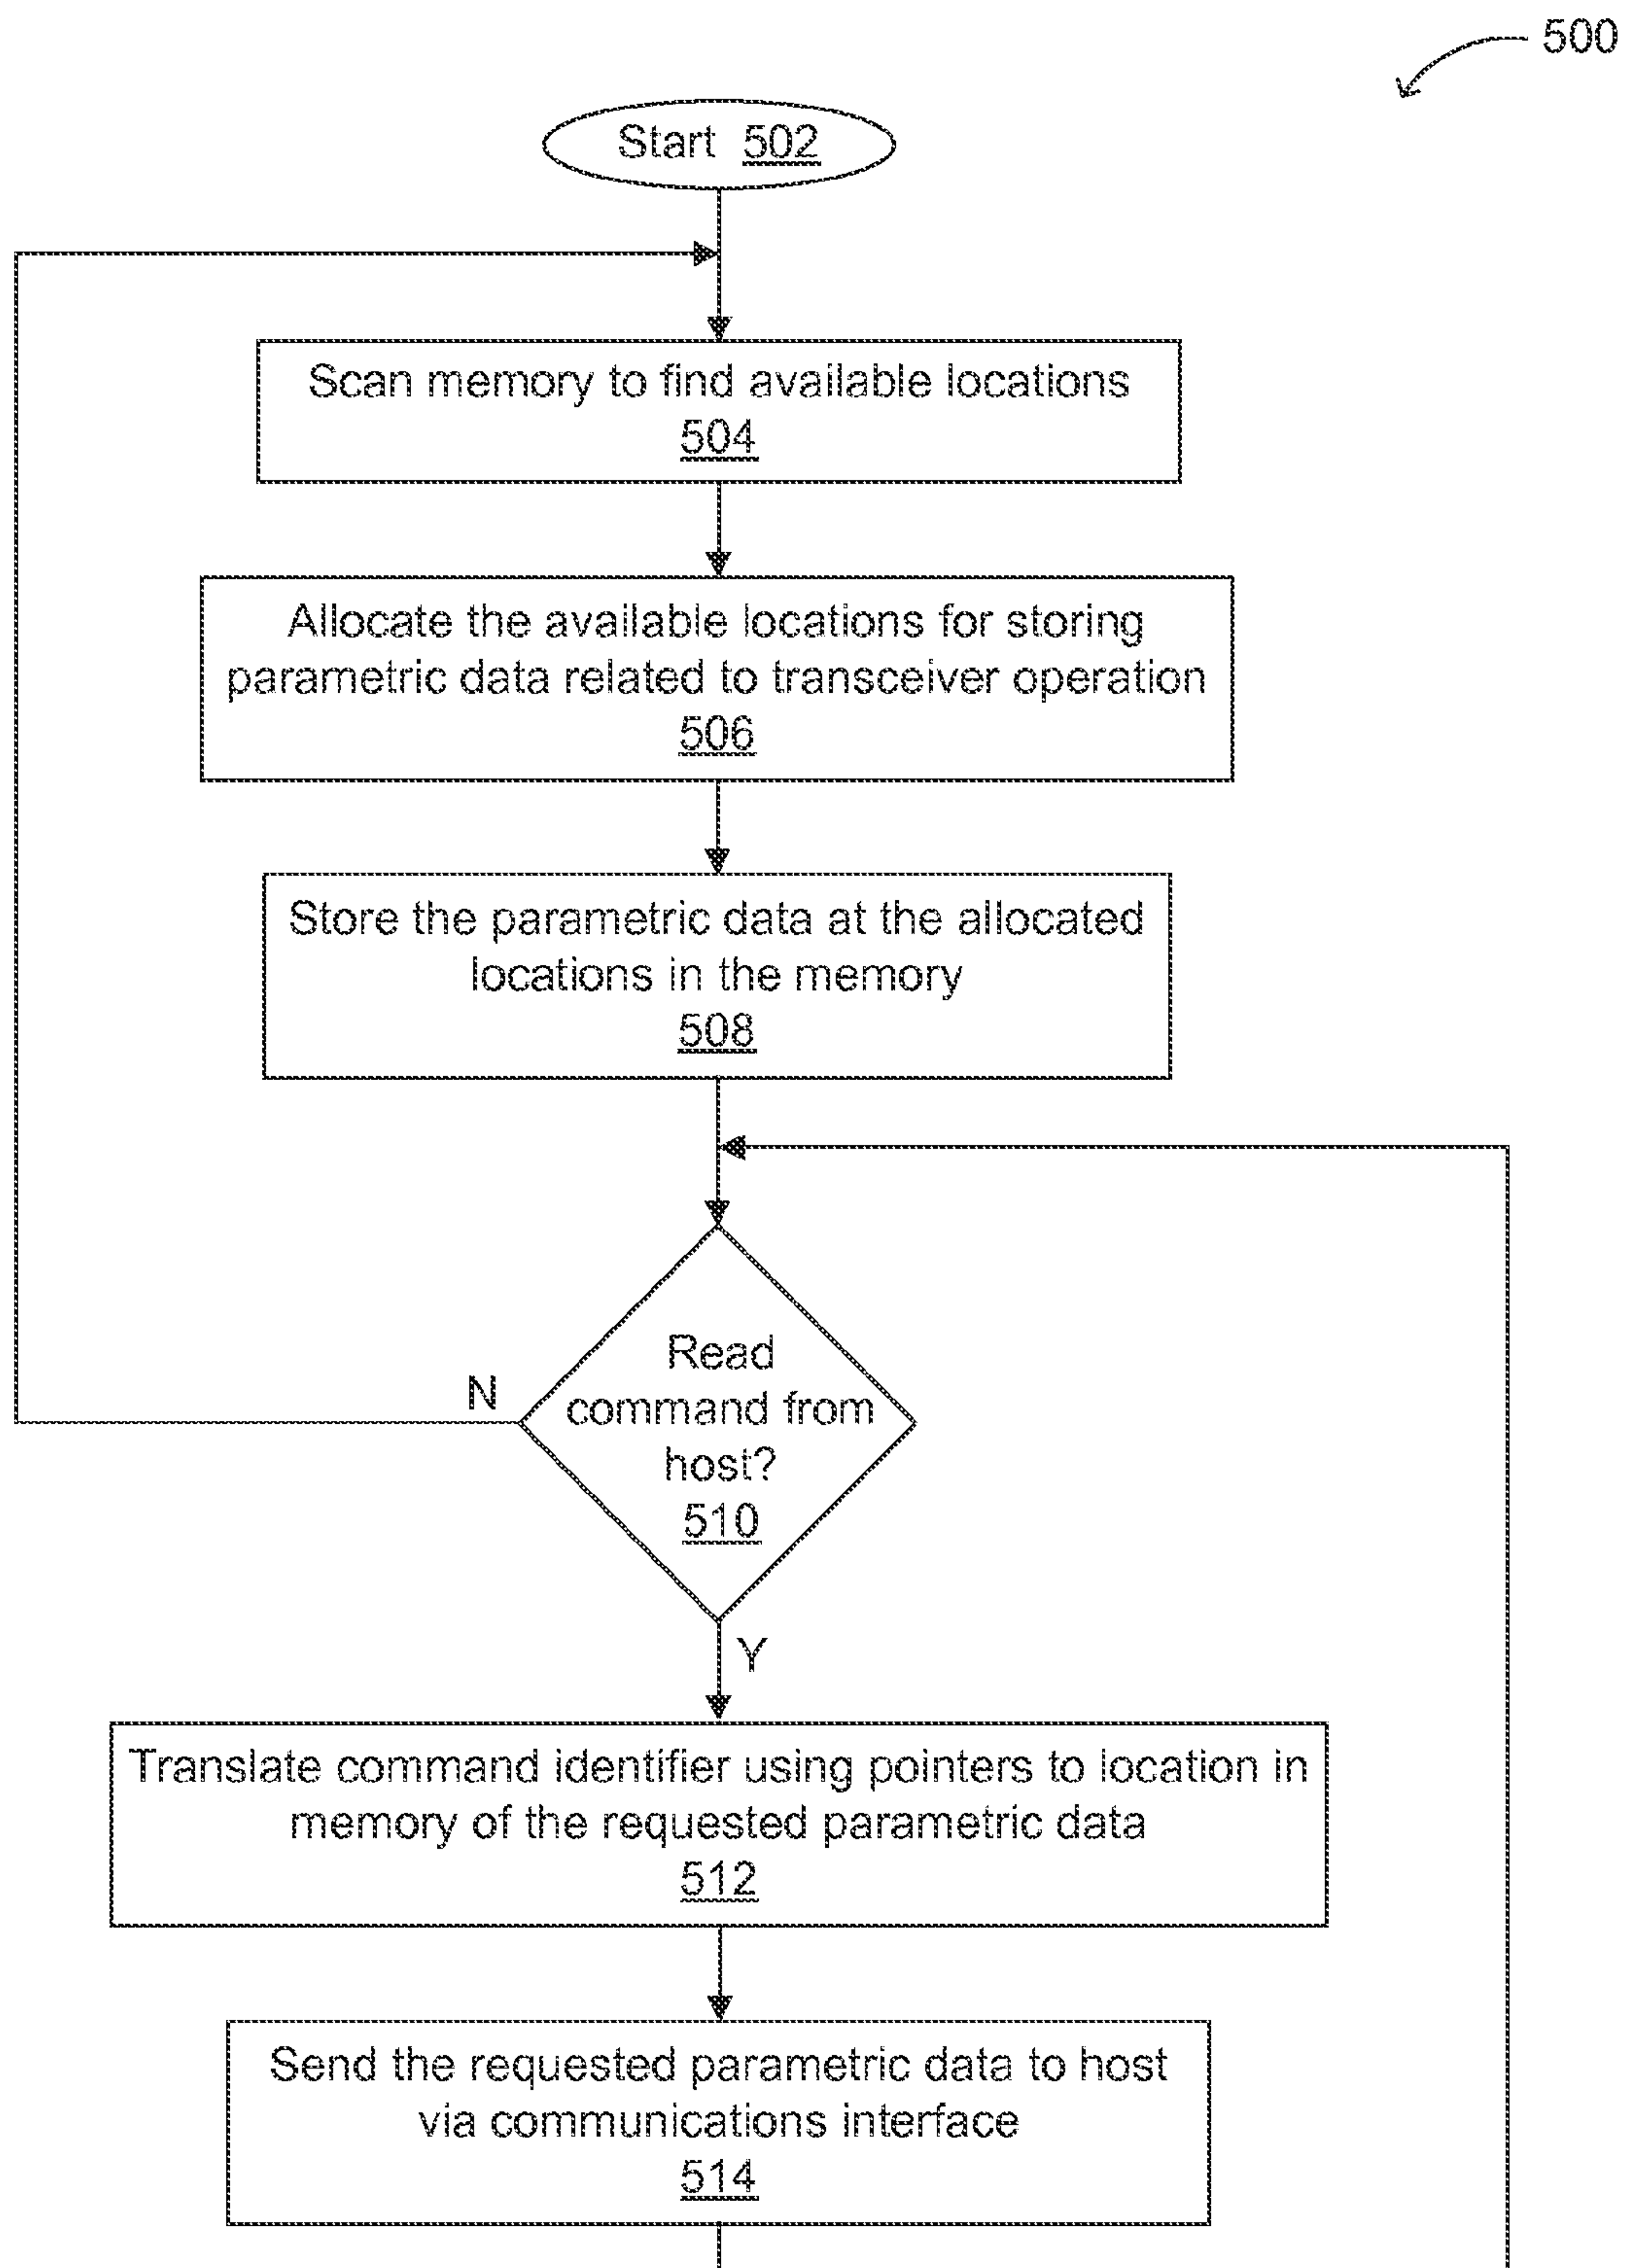 500
Start 502
Scan memory to find available locations
504
Allocate the available locations for storing
parametric data related to transceiver operation
506
Store the parametric data at the allocated
locations in the memory
508
Read
command from
host?
510
N
Y
Translate command identifier using pointers to location in
memory of the requested parametric data
512
Send the requested parametric data to host
via communications interface
514